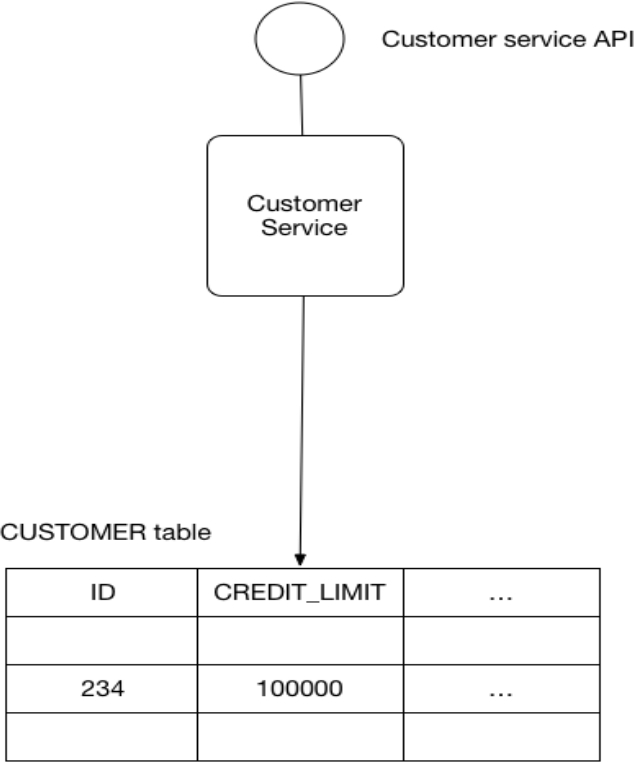 Customer service API
Customer
Service
CUSTOMER table
ID CREDIT_LIMIT ...
234 100000 ...